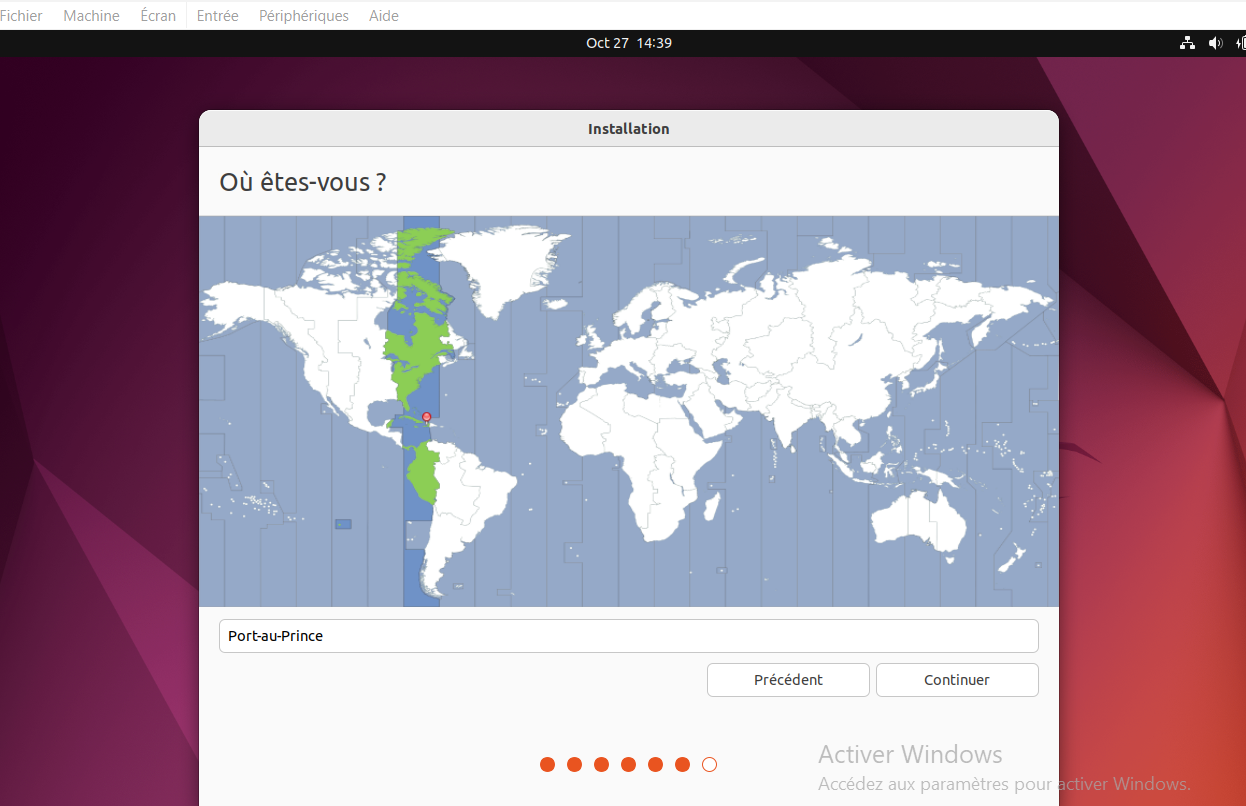 Fichier Machine Écran Entrée Périphériques Aide
Oct 27 14:39
Installation
Où êtes-vous ?
Port-au-Prince
Précédent Continuer
Activer Windows
Accédez aux paramètres pour activer Windows.